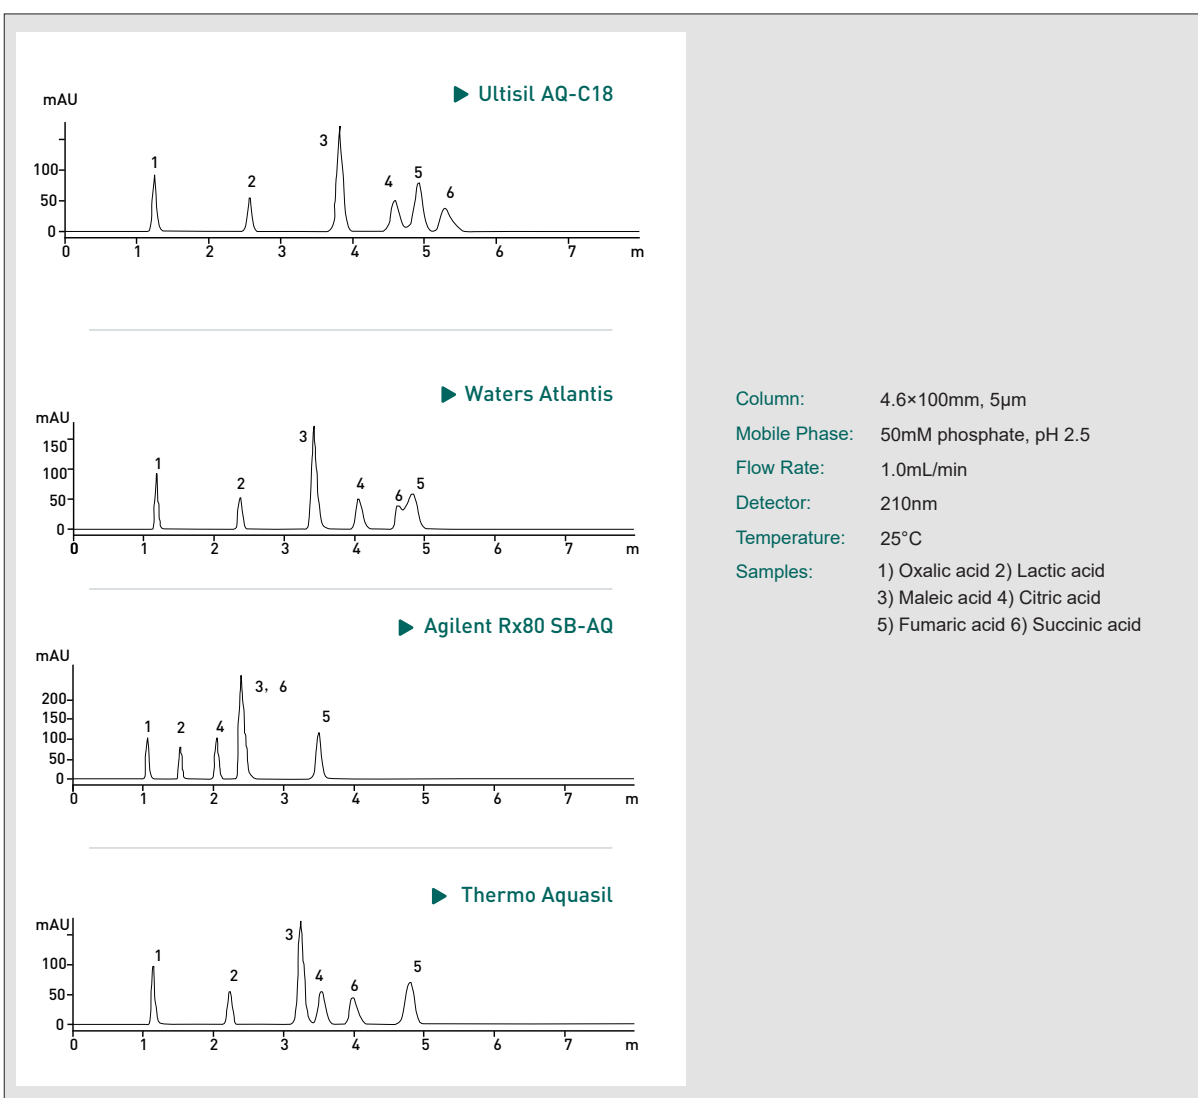 ▶ Ultisil AQ-C18
mAU
3
1
2
4
5
6
100
50
0
0 1 2 3 4 5 6 7 m
▶ Waters Atlantis
mAU
150
100
50
0
3
1
2
4
6
5
0 1 2 3 4 5 6 7 m
▶ Agilent Rx80 SB-AQ
mAU
200
150
100
50
0
3, 6
1
2
4
5
0 1 2 3 4 5 6 7 m
▶ Thermo Aquasil
mAU
100
50
0
3
1
2
4
6
5
0 1 2 3 4 5 6 7 m
Column: 4.6×100mm, 5μm
Mobile Phase: 50mM phosphate, pH 2.5
Flow Rate: 1.0mL/min
Detector: 210nm
Temperature: 25°C
Samples: 1) Oxalic acid 2) Lactic acid
3) Maleic acid 4) Citric acid
5) Fumaric acid 6) Succinic acid